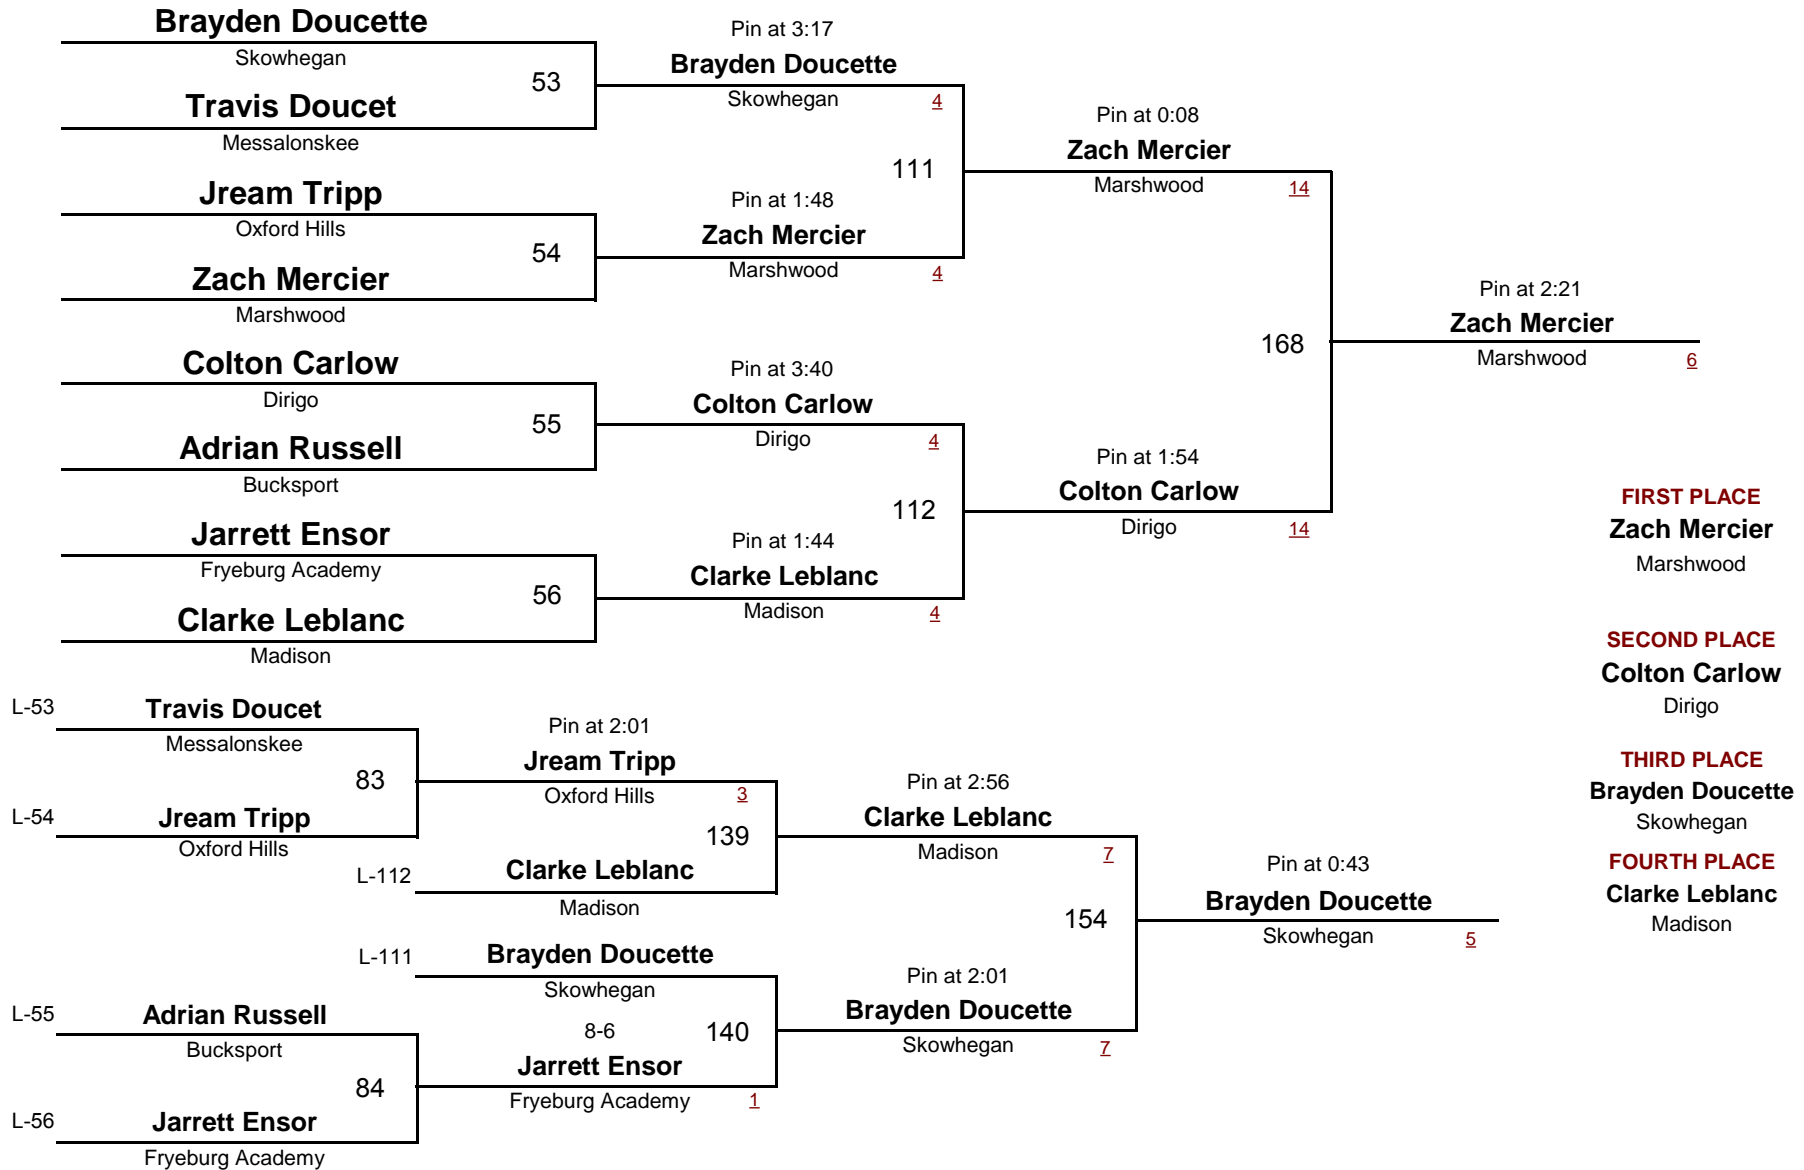 Brayden Doucette
Skowhegan
53
Travis Doucet
Messalonskee
Jream Tripp
Oxford Hills
54
Zach Mercier
Marshwood
Colton Carlow
Dirigo
55
Adrian Russell
Bucksport
Jarrett Ensor
Fryeburg Academy
56
Clarke Leblanc
Madison
Pin at 3:17
Brayden Doucette
Skowhegan 4
111
Pin at 1:48
Zach Mercier
Marshwood 4
Pin at 3:40
Colton Carlow
Dirigo 4
112
Pin at 1:44
Clarke Leblanc
Madison 4
Pin at 0:08
Zach Mercier
Marshwood 14
168
Pin at 1:54
Colton Carlow
Dirigo 14
Pin at 2:21
Zach Mercier
Marshwood 6
FIRST PLACE
Zach Mercier
Marshwood
SECOND PLACE
Colton Carlow
Dirigo
THIRD PLACE
Brayden Doucette
Skowhegan
FOURTH PLACE
Clarke Leblanc
Madison
L-53 Travis Doucet
Messalonskee
83
L-54 Jream Tripp
Oxford Hills
Pin at 2:01
Jream Tripp
Oxford Hills 3
139
L-112 Clarke Leblanc
Madison
L-111 Brayden Doucette
Skowhegan
8-6 140
Jarrett Ensor
Fryeburg Academy 1
L-55 Adrian Russell
Bucksport
84
L-56 Jarrett Ensor
Fryeburg Academy
Pin at 2:56
Clarke Leblanc
Madison 7
154
Pin at 2:01
Brayden Doucette
Skowhegan 7
Pin at 0:43
Brayden Doucette
Skowhegan 5